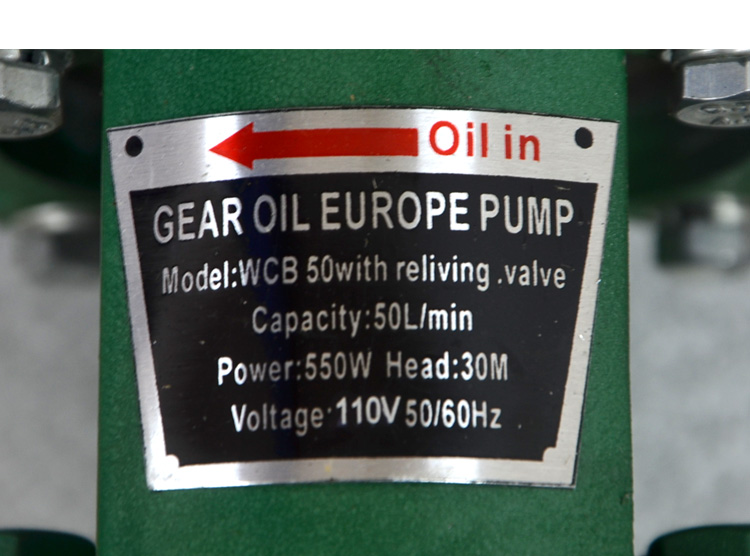 Oil in
GEAR OIL EUROPE PUMP
Model:WCB 50with reliving .valve
Capacity:50L/min
Power:550W Head:30M
Voltage·110V 50/60Hz